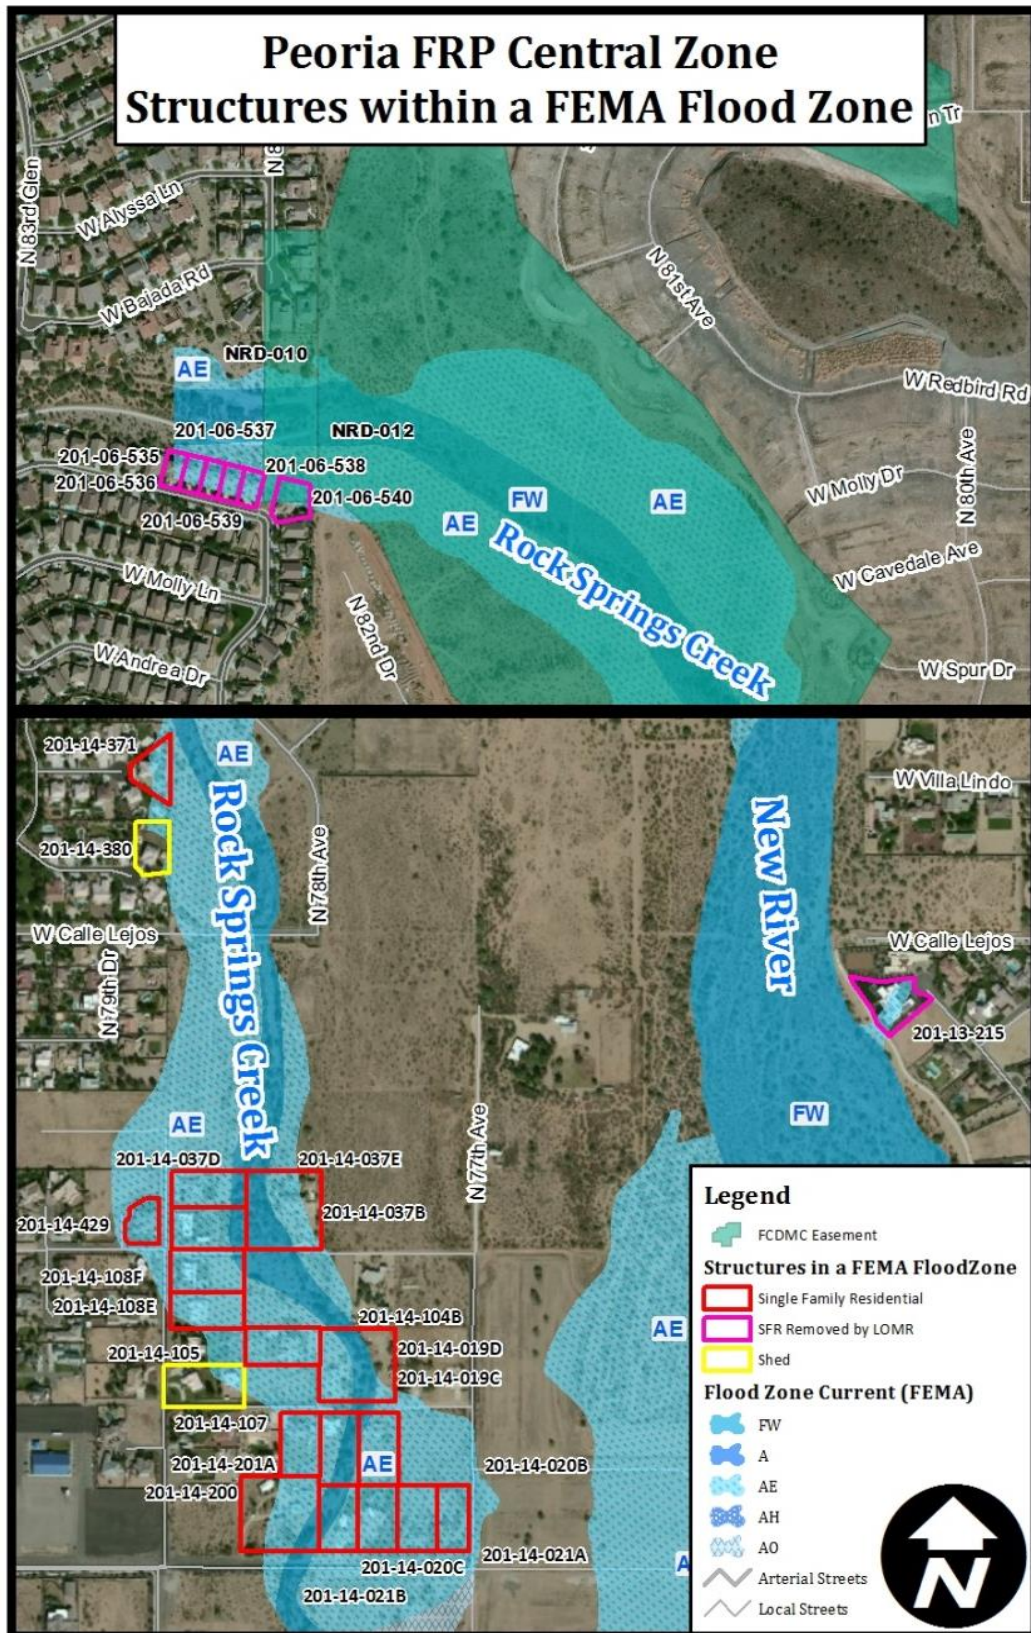 Peoria FRP Central Zone
Structures within a FEMA Flood Zone
n Tr
N 83rd Glen
W Alyssa Ln
N 8
W Bajada Rd
N 81st Ave
AE
NRD-010
W Redbird Rd
201-06-537
NRD-012
201-06-535
201-06-538
201-06-536
201-06-540
201-06-539
FW
AE
AE
W Molly Dr
N 80th Ave
Rock Springs Creek
W Cavedale Ave
W Molly Ln
N 82nd Dr
W Andrea Dr
W Spur Dr
201-14-371
AE
W Villa Lindo
Rock Springs Creek
New River
201-14-380
N 78th Ave
W Calle Lejos
W Calle Lejos
N 79th Dr
201-13-215
AE
FW
N 77th Ave
201-14-037D
201-14-037E
201-14-429
201-14-037B
201-14-108F
201-14-108E
201-14-104B
201-14-019D
201-14-105
201-14-019C
AE
201-14-107
201-14-201A
AE
201-14-020B
201-14-200
201-14-021A
201-14-020C
201-14-021B
A
Legend
FCDMC Easement
Structures in a FEMA FloodZone
Single Family Residential
SFR Removed by LOMR
Shed
Flood Zone Current (FEMA)
FW
A
AE
AH
AO
Arterial Streets
Local Streets
N